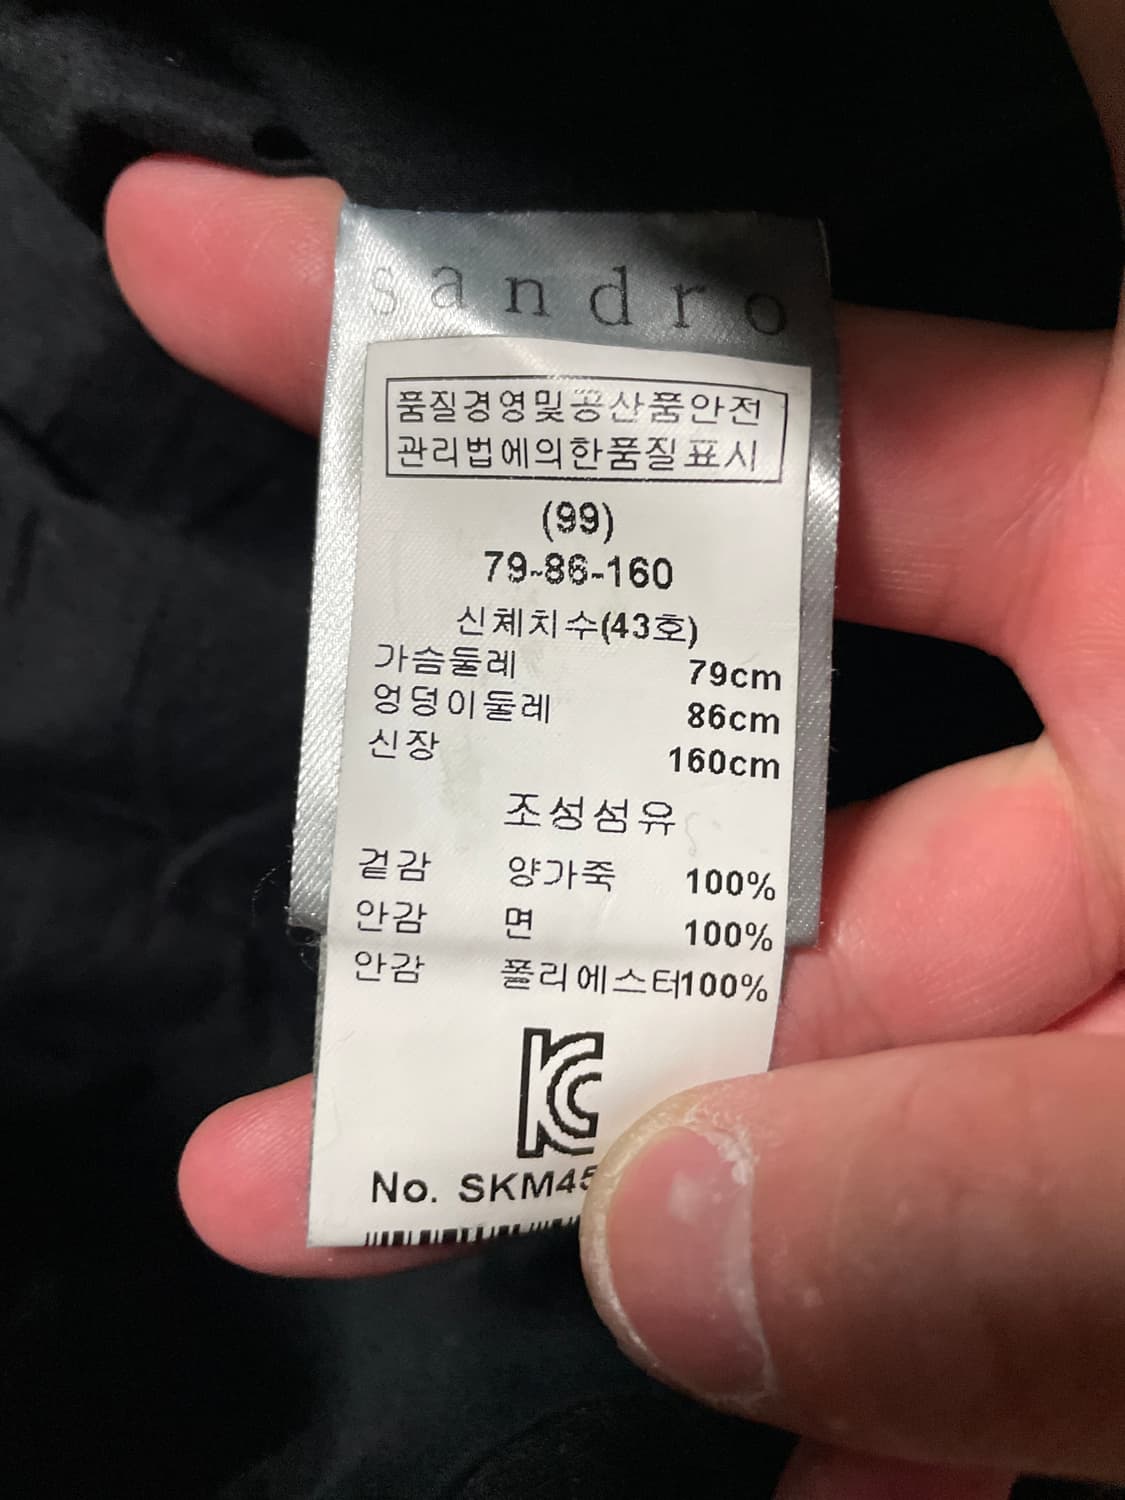 sandro
품질경영및공산품안전
관리법에의한품질표시
(99)
79-86-160
신체치수(43호)
가슴둘레 79cm
엉덩이둘레 86cm
신장 160cm
조성섬유
겉감 양가죽 100%
안감 면 100%
안감 폴리에스터100%
KC
No. SKM45